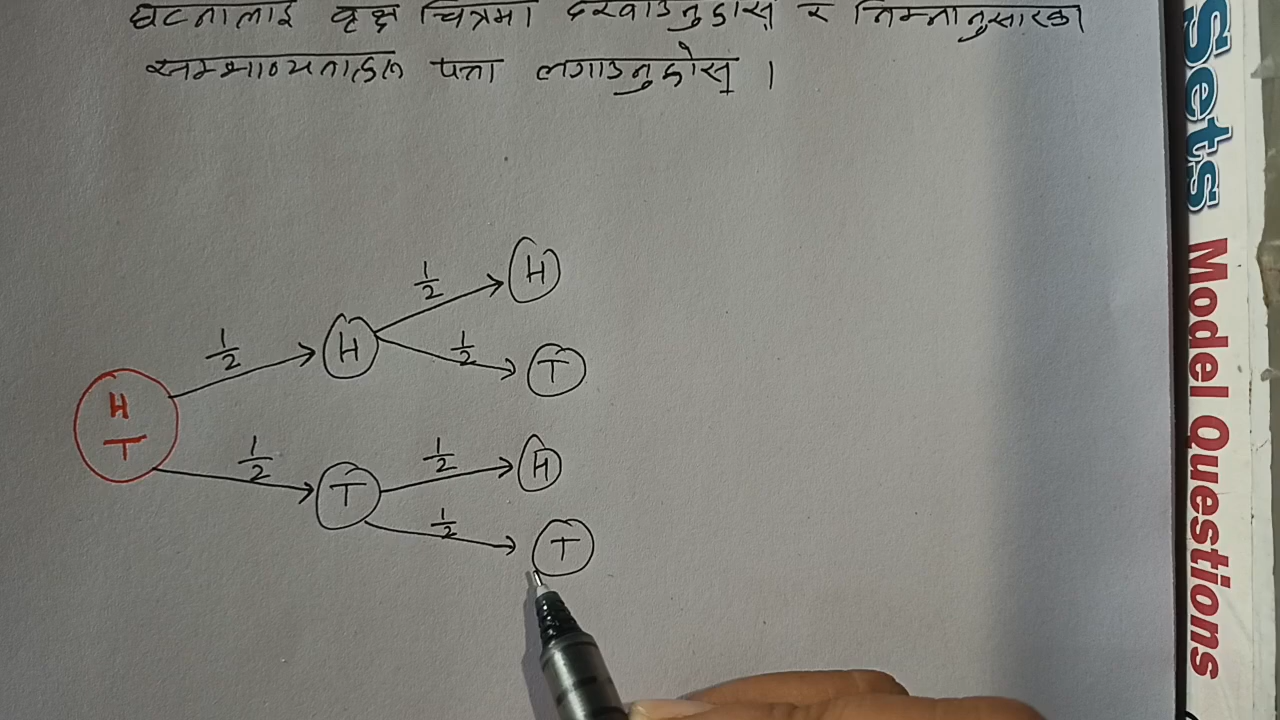 घटनालाई वृक्ष चित्रमा देखाउनुहोस् र निम्नानुसारका
सम्भाव्यताहरू पत्ता लगाउनुहोस् ।
1/2 H
1/2 H
1/2 T
H
T
1/2 T
1/2 H
1/2 T
Sets Model Questions